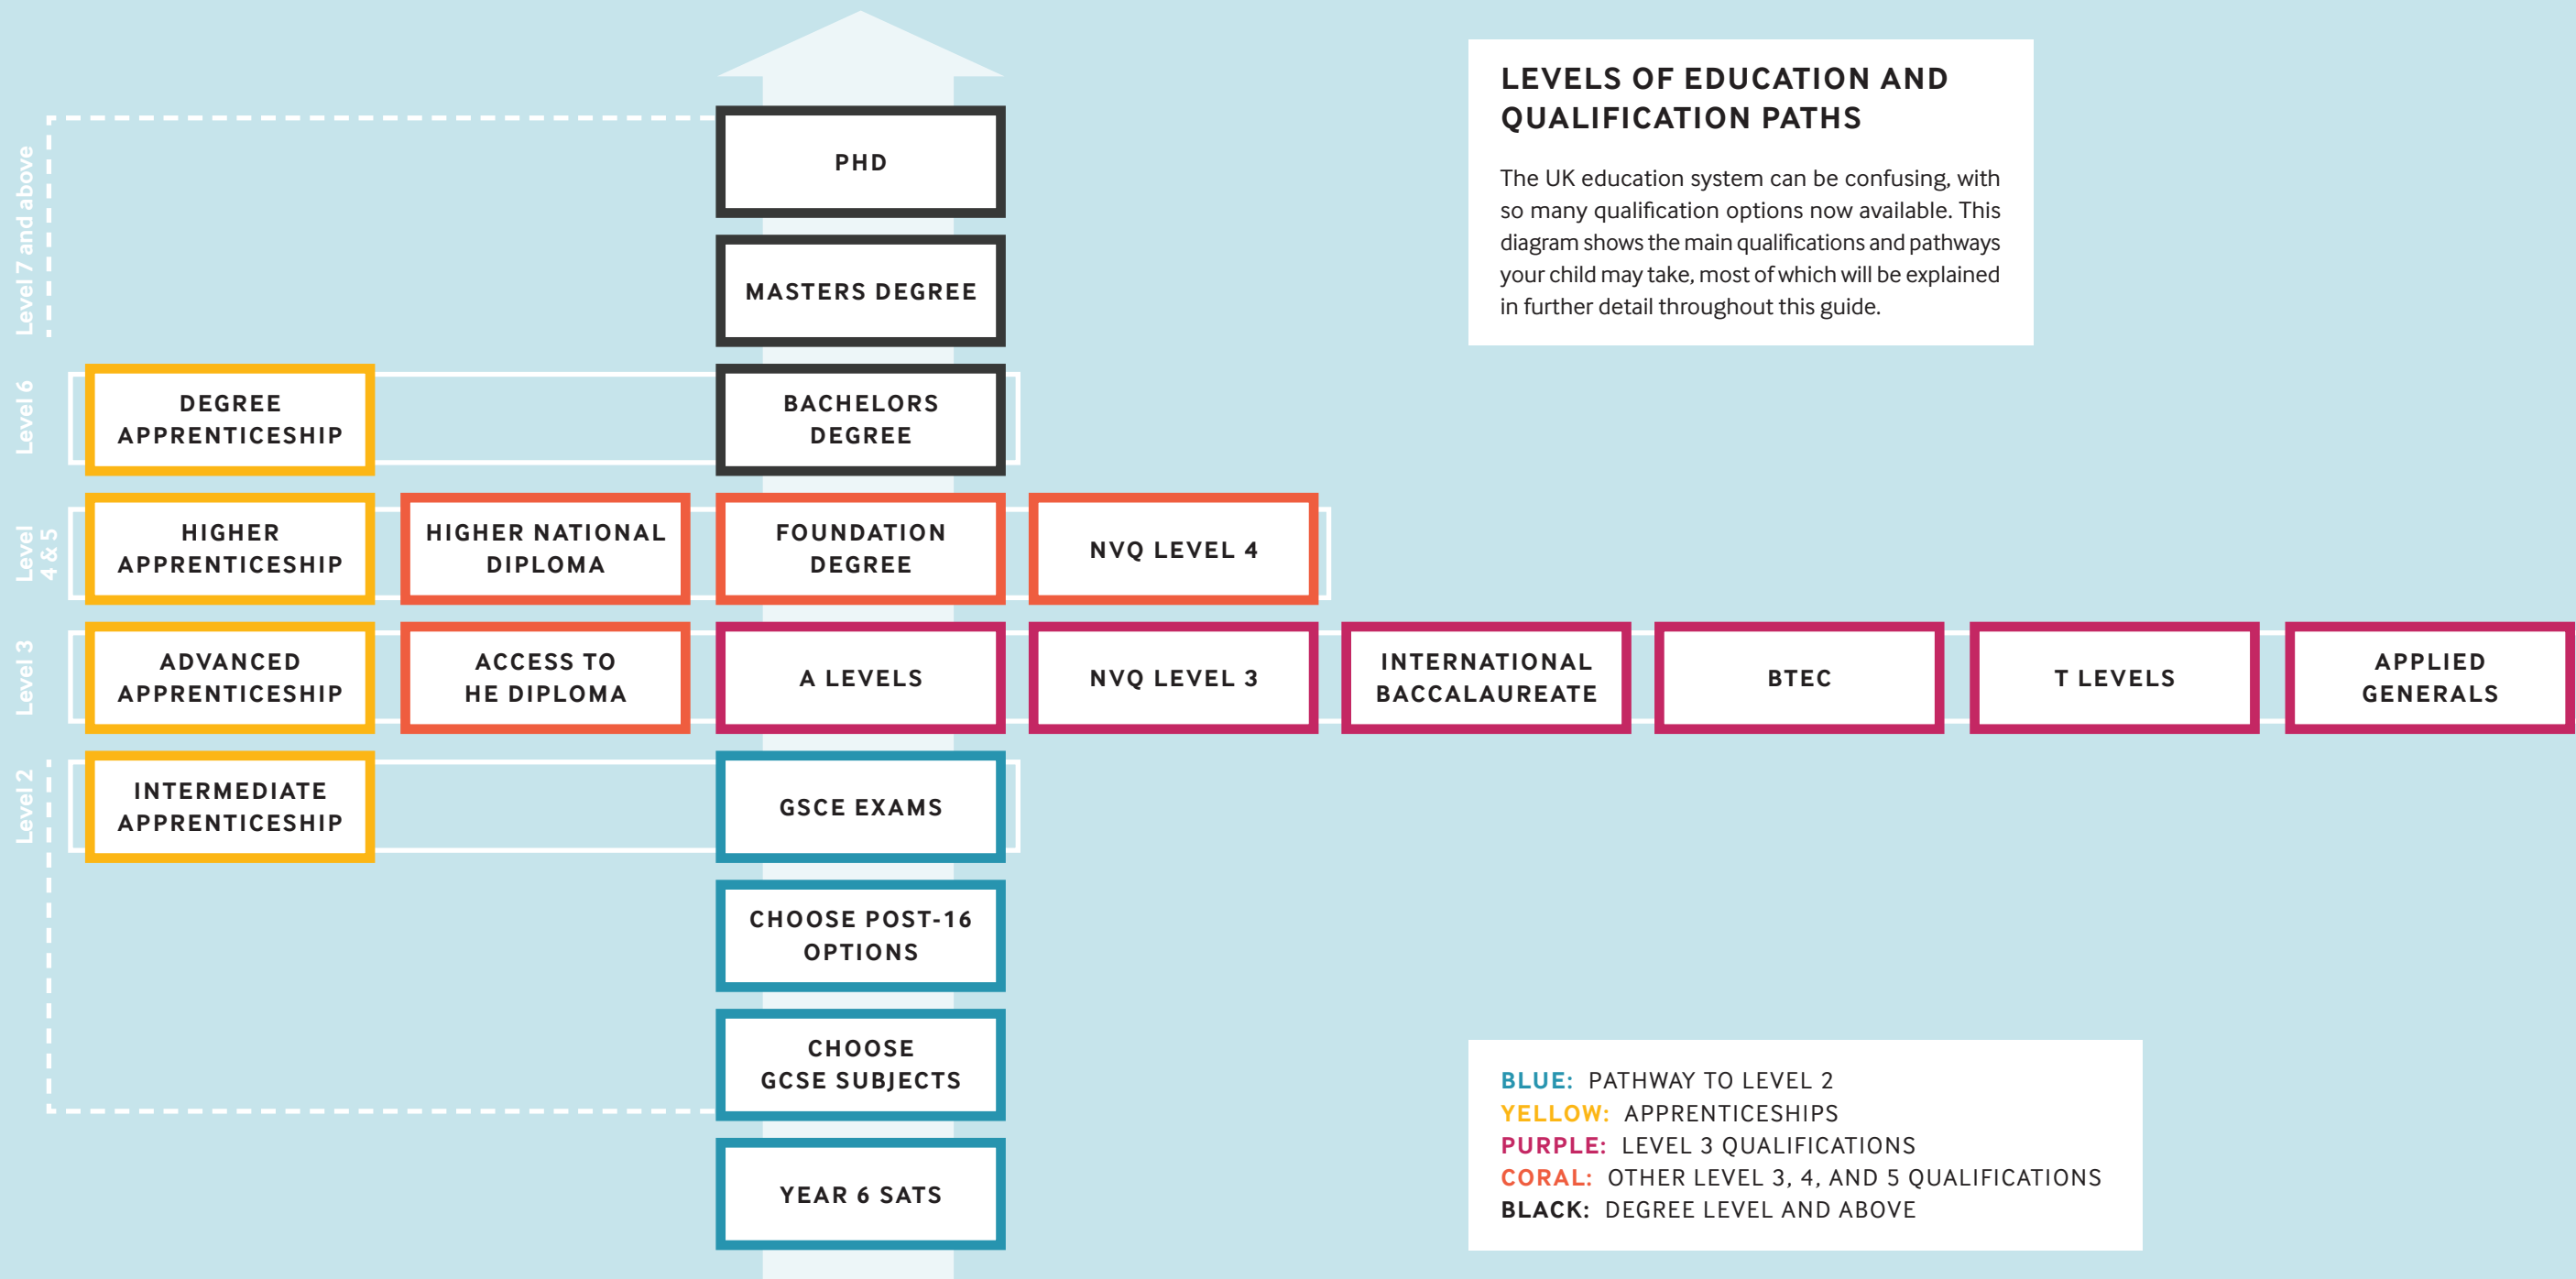 LEVELS OF EDUCATION AND
QUALIFICATION PATHS
The UK education system can be confusing, with
so many qualification options now available. This
diagram shows the main qualifications and pathways
your child may take, most of which will be explained
in further detail throughout this guide.
Level 7 and above
PHD
MASTERS DEGREE
Level 6
DEGREE
APPRENTICESHIP
BACHELORS
DEGREE
Level
4 & 5
HIGHER
APPRENTICESHIP
HIGHER NATIONAL
DIPLOMA
FOUNDATION
DEGREE
NVQ LEVEL 4
Level 3
ADVANCED
APPRENTICESHIP
ACCESS TO
HE DIPLOMA
A LEVELS
NVQ LEVEL 3
INTERNATIONAL
BACCALAUREATE
BTEC
T LEVELS
APPLIED
GENERALS
Level 2
INTERMEDIATE
APPRENTICESHIP
GSCE EXAMS
CHOOSE POST-16
OPTIONS
CHOOSE
GCSE SUBJECTS
YEAR 6 SATS
BLUE: PATHWAY TO LEVEL 2
YELLOW: APPRENTICESHIPS
PURPLE: LEVEL 3 QUALIFICATIONS
CORAL: OTHER LEVEL 3, 4, AND 5 QUALIFICATIONS
BLACK: DEGREE LEVEL AND ABOVE